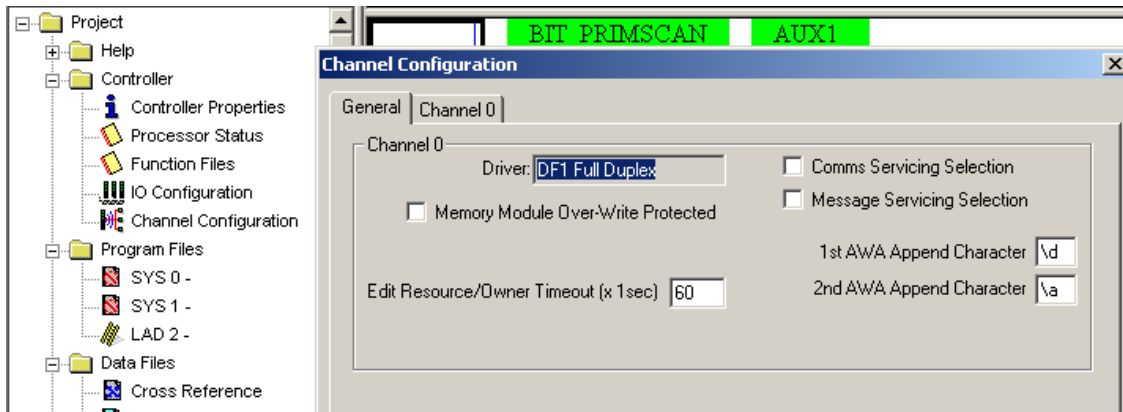 Project
Help
Controller
Controller Properties
Processor Status
Function Files
IO Configuration
Channel Configuration
Program Files
SYS 0 -
SYS 1 -
LAD 2 -
Data Files
Cross Reference
BIT PRIMSCAN AUX1
Channel Configuration
General Channel 0
Channel 0
Driver: DF1 Full Duplex
Comms Servicing Selection
Memory Module Over-Write Protected
Message Servicing Selection
1st AWA Append Character \d
Edit Resource/Owner Timeout (x 1sec) 60
2nd AWA Append Character \a